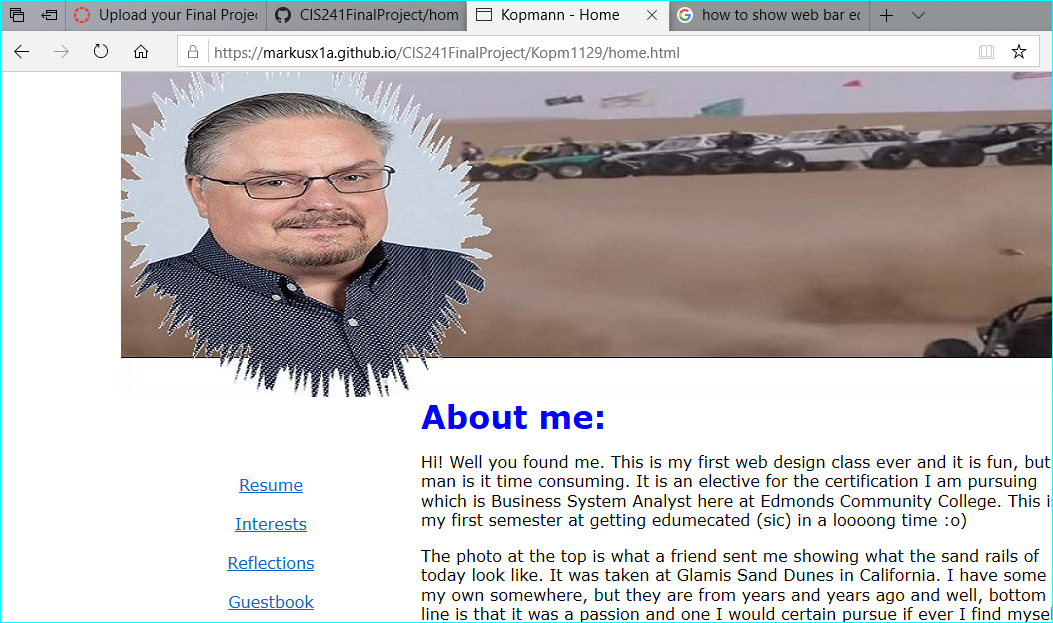 Upload your Final Proje
CIS241FinalProject/hom
Kopmann - Home
how to show web bar ec
https://markusx1a.github.io/CIS241FinalProject/Kopm1129/home.html
About me:
Hi! Well you found me. This is my first web design class ever and it is fun, but
man is it time consuming. It is an elective for the certification I am pursuing
which is Business System Analyst here at Edmonds Community College. This is
my first semester at getting edumecated (sic) in a loooong time :o)
The photo at the top is what a friend sent me showing what the sand rails of
today look like. It was taken at Glamis Sand Dunes in California. I have some
my own somewhere, but they are from years and years ago and well, bottom
line is that it was a passion and one I would certain pursue if ever I find mysel
Resume
Interests
Reflections
Guestbook